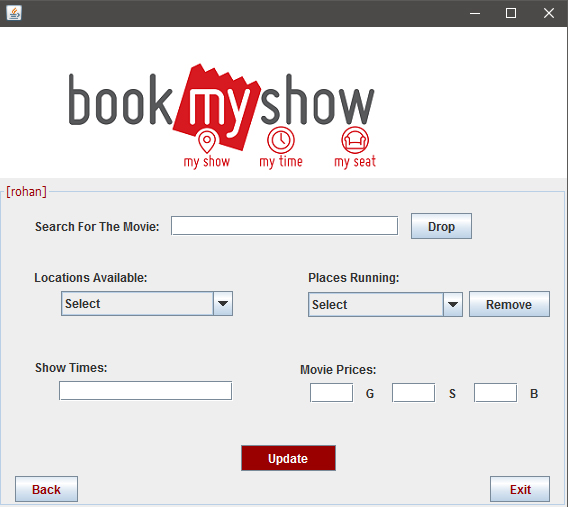 bookmyshow
my show my time my seat
[rohan]
Search For The Movie: Drop
Locations Available: Places Running:
Select Select Remove
Show Times: Movie Prices:
G S B
Update
Back Exit